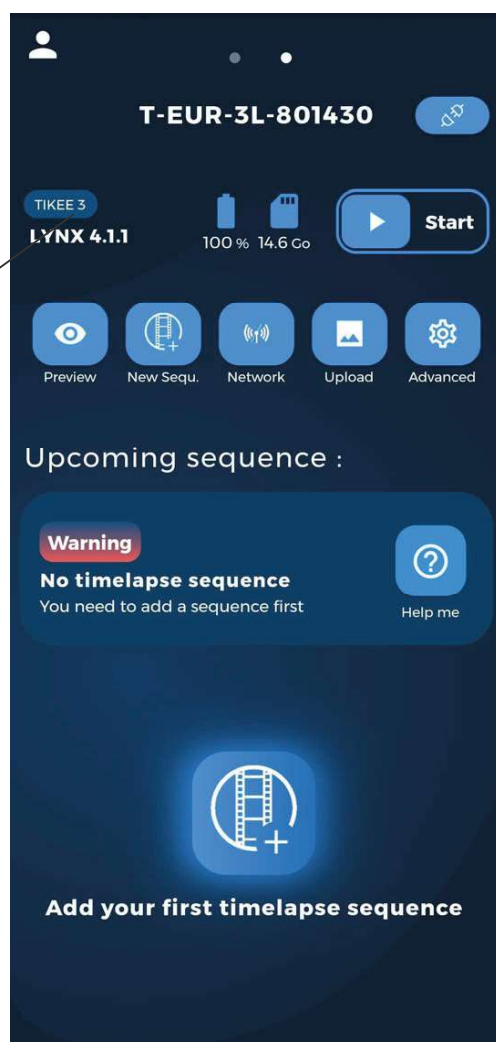 T-EUR-3L-801430
TIKEE 3
LYNX 4.1.1
100 % 14.6 Go
Start
Preview New Sequ. Network Upload Advanced
Upcoming sequence :
Warning
No timelapse sequence
You need to add a sequence first
Help me
Add your first timelapse sequence